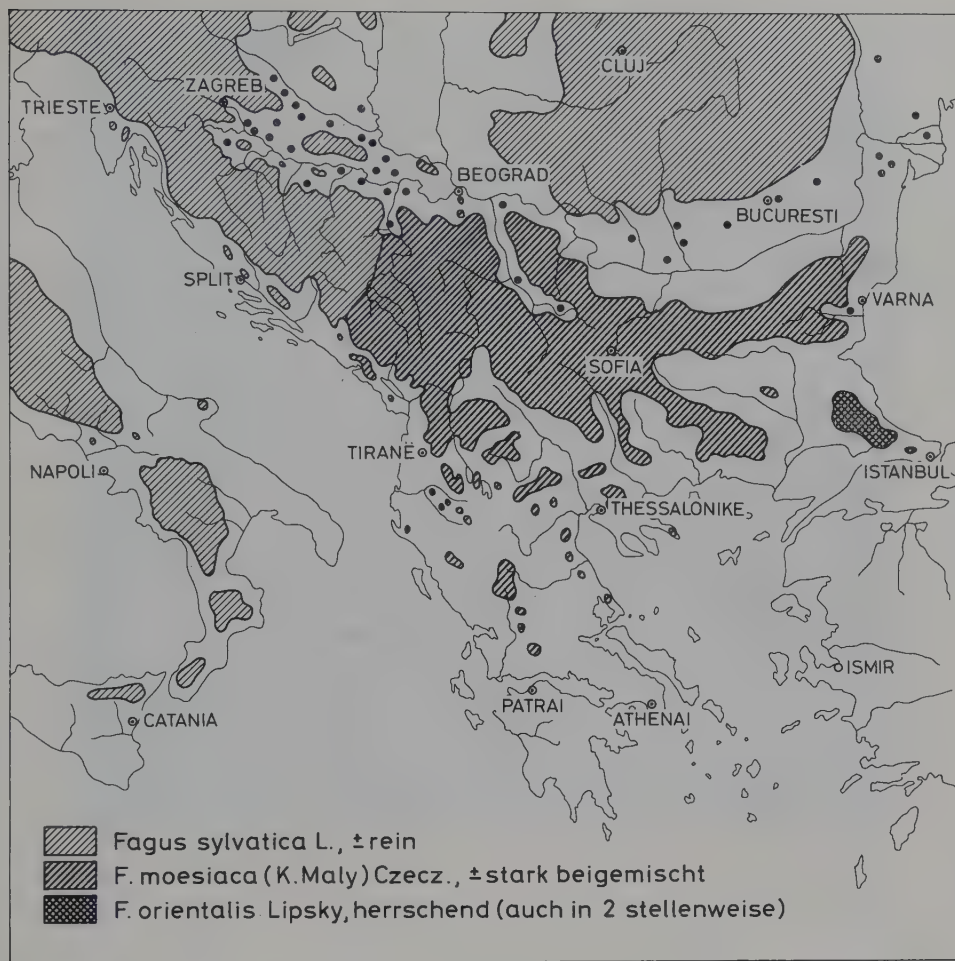 CLUJ
ZAGREB
TRIESTE
BEOGRAD
BUCURESTI
SPLIT
VARNA
SOFIA
TIRANË
NAPOLI
ISTANBUL
THESSALONIKE
ISMIR
PATRAI
ATHENAI
CATANIA
Fagus sylvatica L., ± rein
F. moesiaca (K. Maly) Czecz., ± stark beigemischt
F. orientalis Lipsky, herrschend (auch in 2 stellenweise)